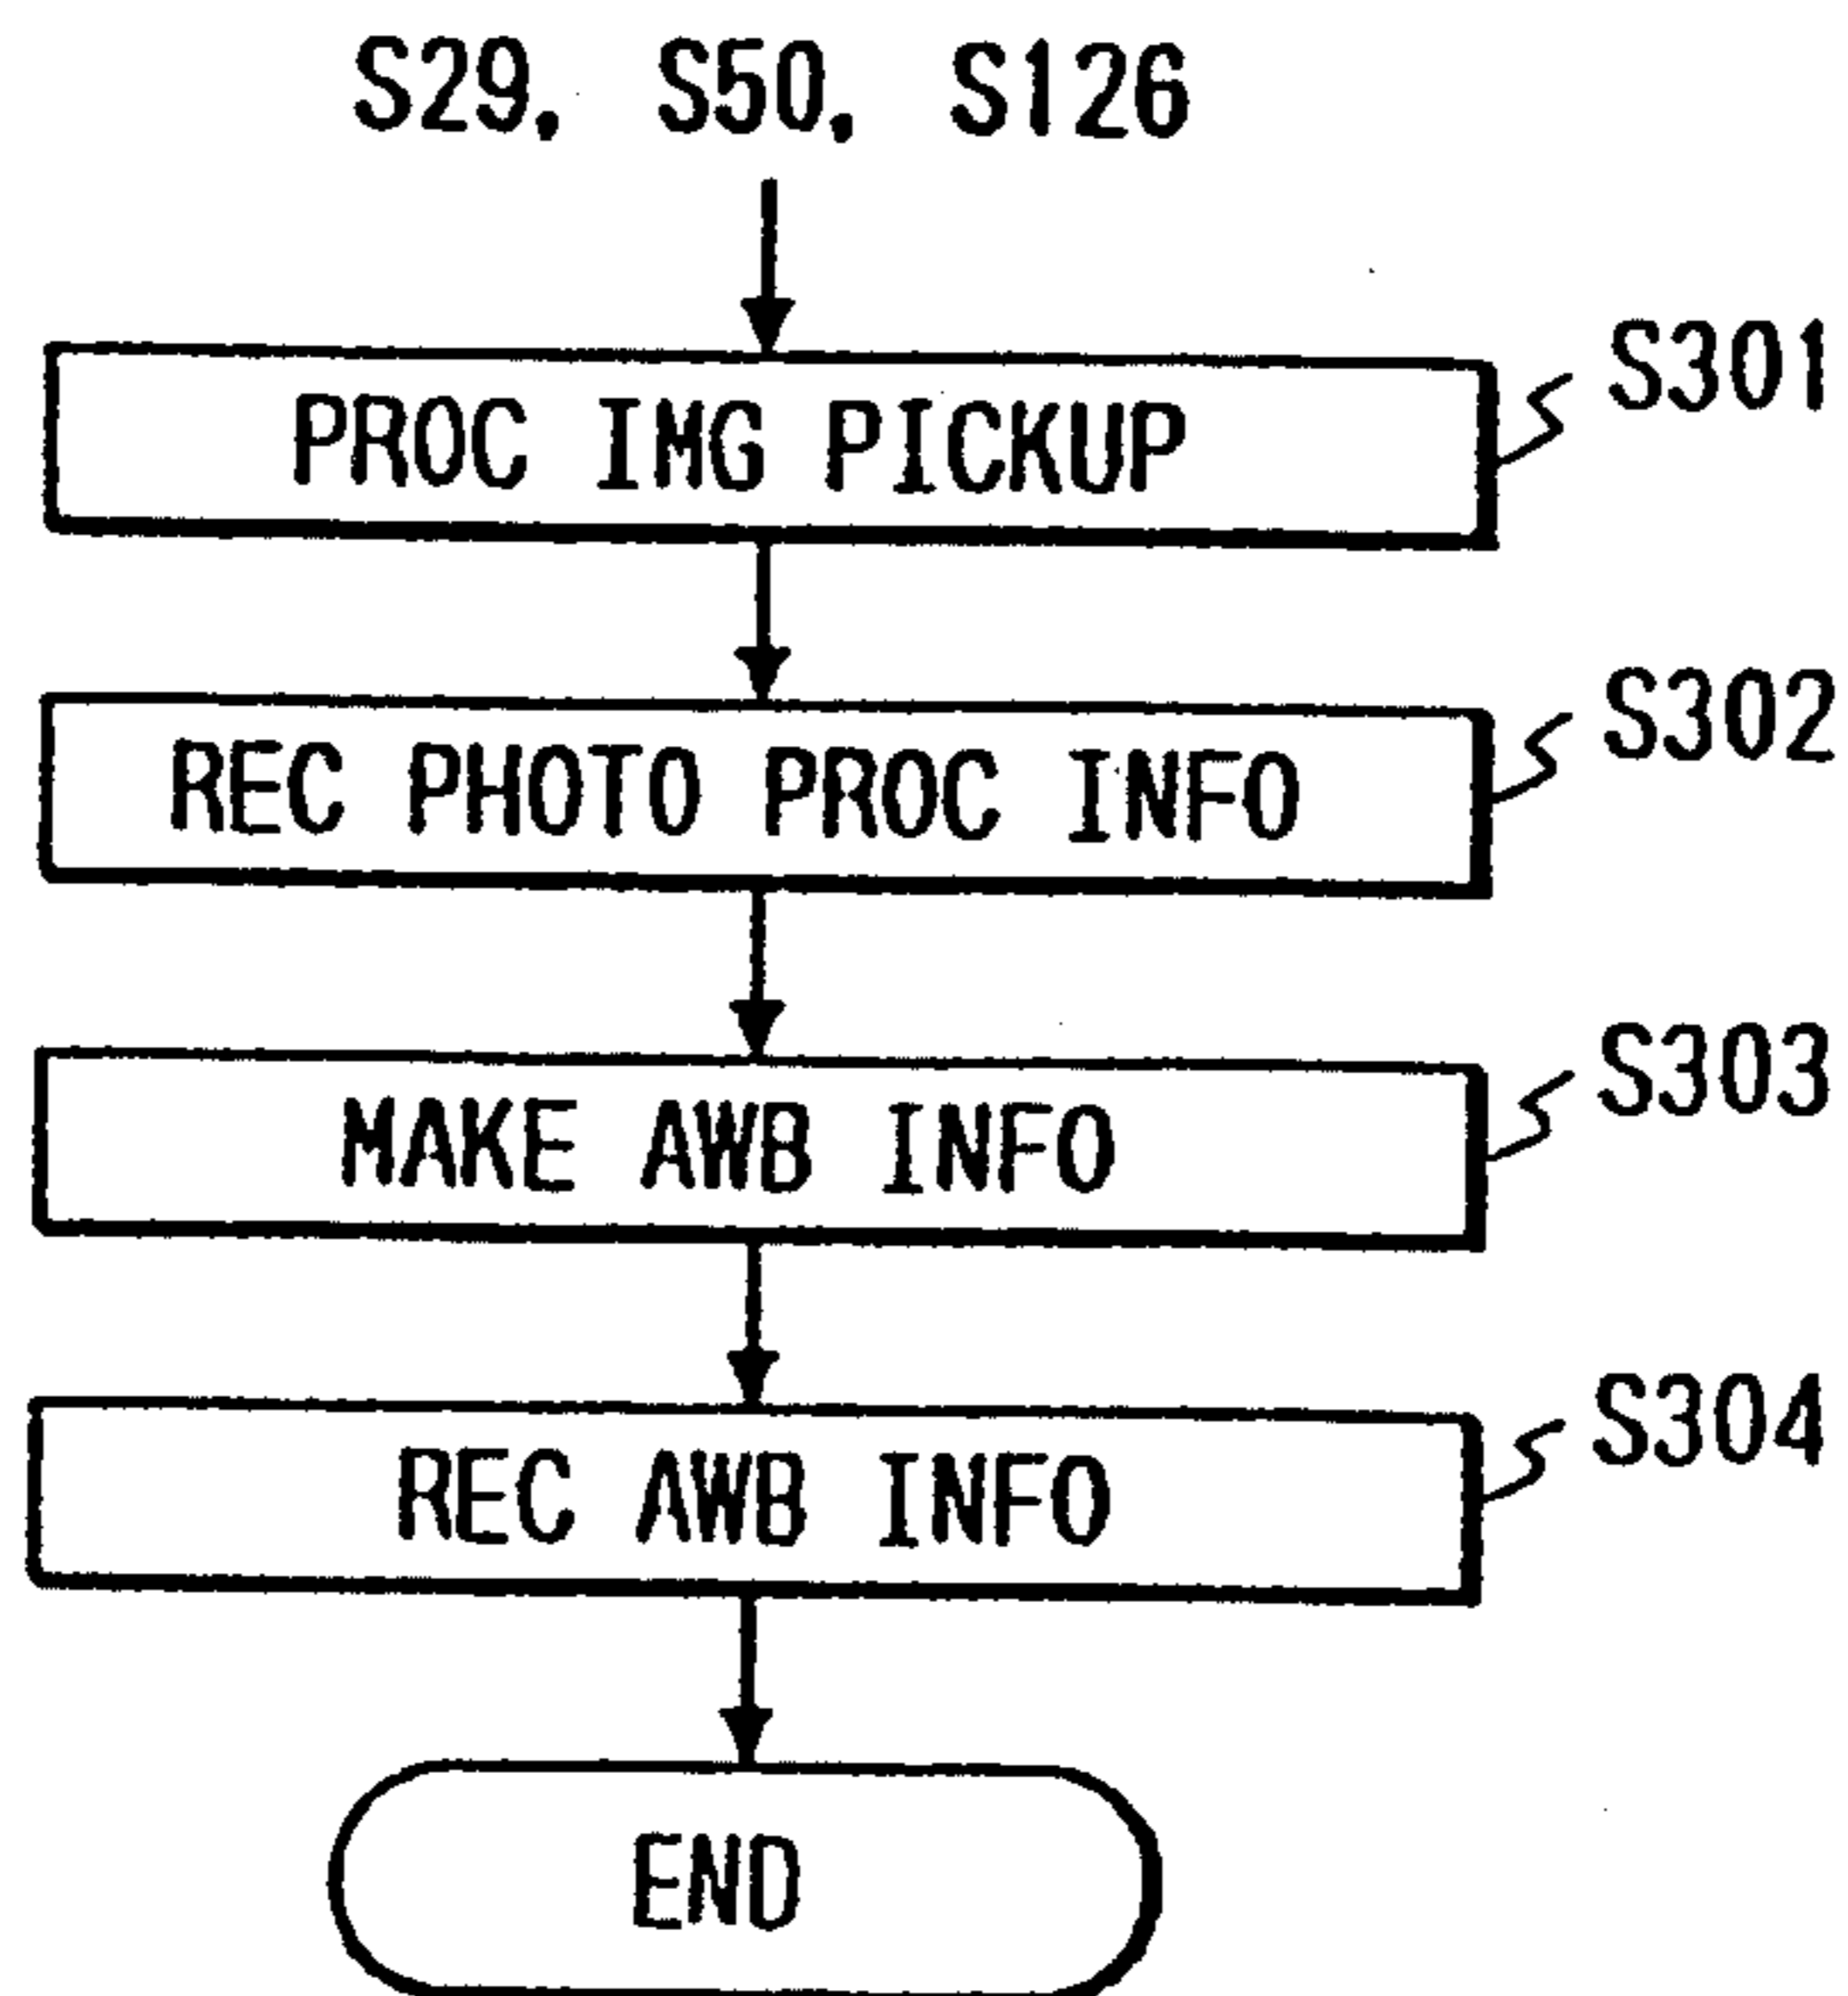 S29, S50, S126
S301
PROC IMG PICKUP
S302
REC PHOTO PROC INFO
S303
MAKE AWB INFO
S304
REC AWB INFO
END